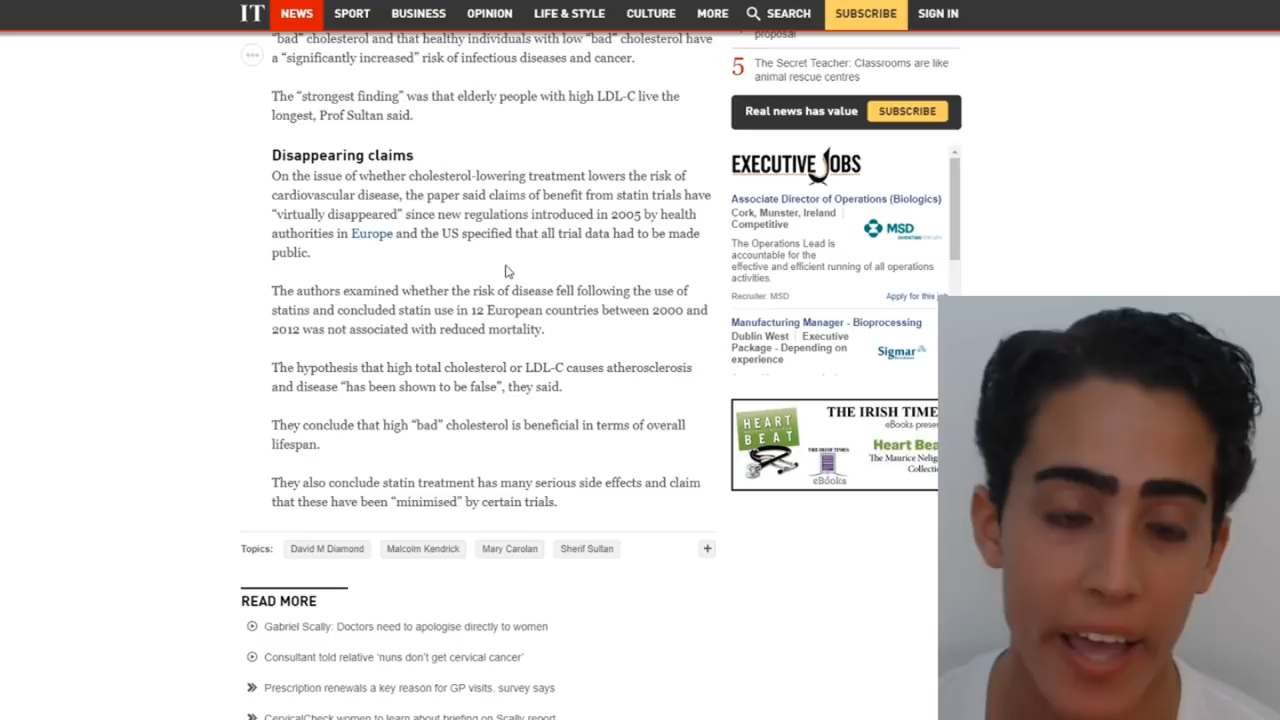 IT NEWS SPORT BUSINESS OPINION LIFE & STYLE CULTURE MORE SEARCH SUBSCRIBE SIGN IN
“bad” cholesterol and that healthy individuals with low “bad” cholesterol have
a “significantly increased” risk of infectious diseases and cancer.
The “strongest finding” was that elderly people with high LDL-C live the
longest, Prof Sultan said.
Disappearing claims
On the issue of whether cholesterol-lowering treatment lowers the risk of
cardiovascular disease, the paper said claims of benefit from statin trials have
“virtually disappeared” since new regulations introduced in 2005 by health
authorities in Europe and the US specified that all trial data had to be made
public.
The authors examined whether the risk of disease fell following the use of
statins and concluded statin use in 12 European countries between 2000 and
2012 was not associated with reduced mortality.
The hypothesis that high total cholesterol or LDL-C causes atherosclerosis
and disease “has been shown to be false”, they said.
They conclude that high “bad” cholesterol is beneficial in terms of overall
lifespan.
They also conclude statin treatment has many serious side effects and claim
that these have been “minimised” by certain trials.
Topics: David M Diamond Malcolm Kendrick Mary Carolan Sherif Sultan +
READ MORE
Gabriel Scally: Doctors need to apologise directly to women
Consultant told relative ‘nuns don’t get cervical cancer’
Prescription renewals a key reason for GP visits, survey says
CervicalCheck women to learn about briefing on Scally report
proposal
5 The Secret Teacher: Classrooms are like
animal rescue centres
Real news has value SUBSCRIBE
EXECUTIVE JOBS
Associate Director of Operations (Biologics)
Cork, Munster, Ireland
Competitive
MSD
The Operations Lead is
accountable for the
effective and efficient running of all operations
activities.
Recruiter: MSD Apply for this
Manufacturing Manager - Bioprocessing
Dublin West Executive
Package - Depending on
experience
Sigmar
HEART
BEAT
THE IRISH TIME
eBooks prese
THE IRISH TIMES
eBooks
Heart Bea
The Maurice Nelig
Collect